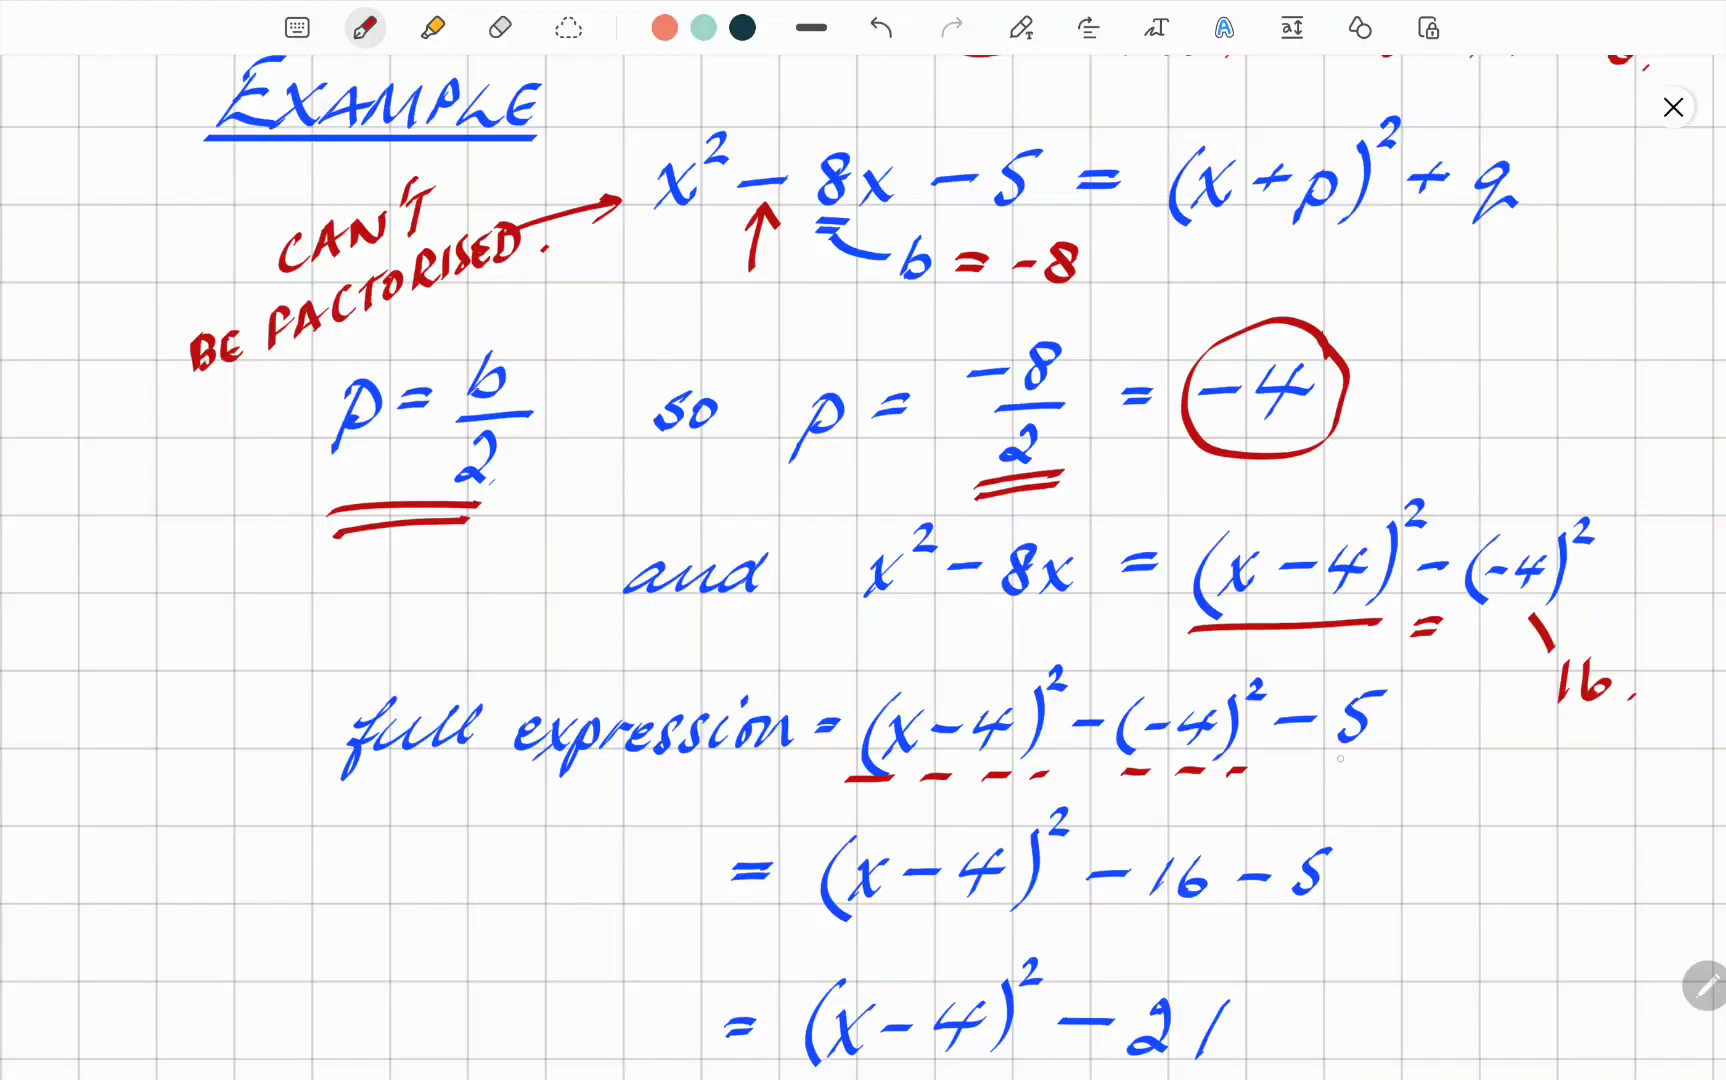 EXAMPLE
x² - 8x - 5 = (x + p)² + q
CAN'T
BE FACTORISED.
b = -8
p = b/2 so p = -8/2 = -4
and x² - 8x = (x - 4)² - (-4)²
=
16.
full expression = (x - 4)² - (-4)² - 5
= (x - 4)² - 16 - 5
= (x - 4)² - 21